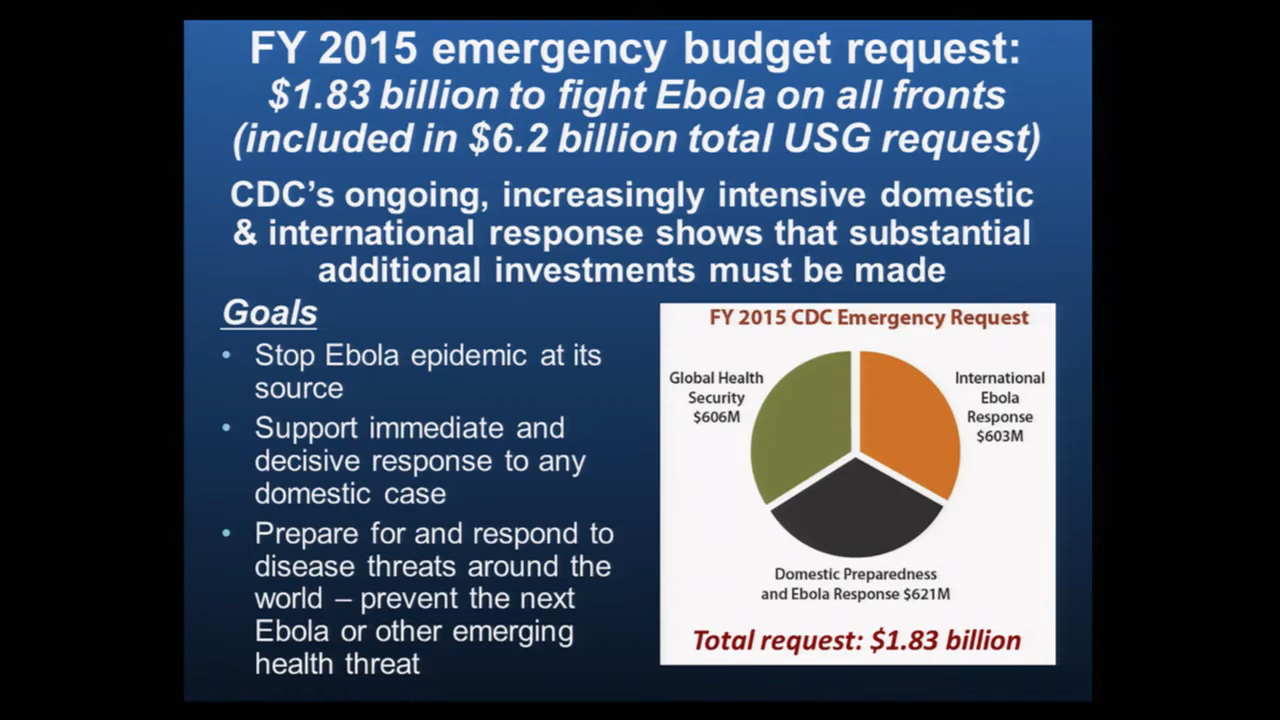 FY 2015 emergency budget request:
$1.83 billion to fight Ebola on all fronts
(included in $6.2 billion total USG request)
CDC’s ongoing, increasingly intensive domestic
& international response shows that substantial
additional investments must be made
Goals
• Stop Ebola epidemic at its
source
• Support immediate and
decisive response to any
domestic case
• Prepare for and respond to
disease threats around the
world – prevent the next
Ebola or other emerging
health threat
FY 2015 CDC Emergency Request
Global Health
Security
$606M
International
Ebola
Response
$603M
Domestic Preparedness
and Ebola Response $621M
Total request: $1.83 billion